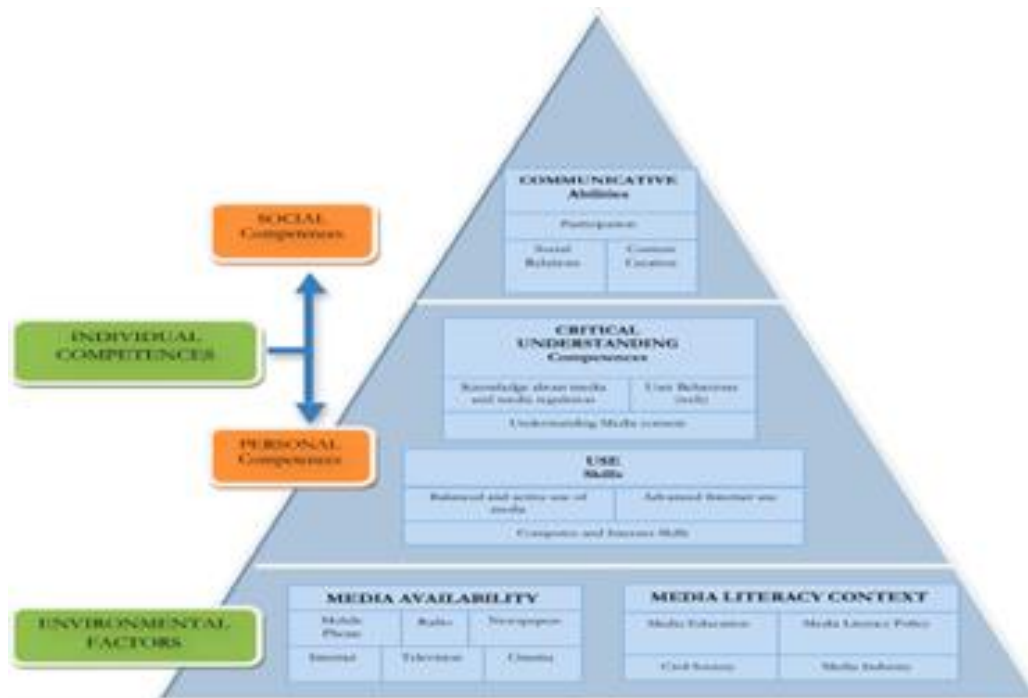 COMMUNICATIVE
Abilities
Participation
Social
Relations
Content
Creation
SOCIAL
Competences
INDIVIDUAL
COMPETENCES
CRITICAL
UNDERSTANDING
Competences
Knowledge about media
and media regulation
User Behaviour
(web)
Understanding Media content
PERSONAL
Competences
USE
Skills
Balanced and active use of
media
Advanced Internet use
Computer and Internet Skills
ENVIRONMENTAL
FACTORS
MEDIA AVAILABILITY
Mobile
Phone
Radio
Newspapers
Internet
Television
Cinema
MEDIA LITERACY CONTEXT
Media Education
Media Literacy Policy
Civil Society
Media Industry